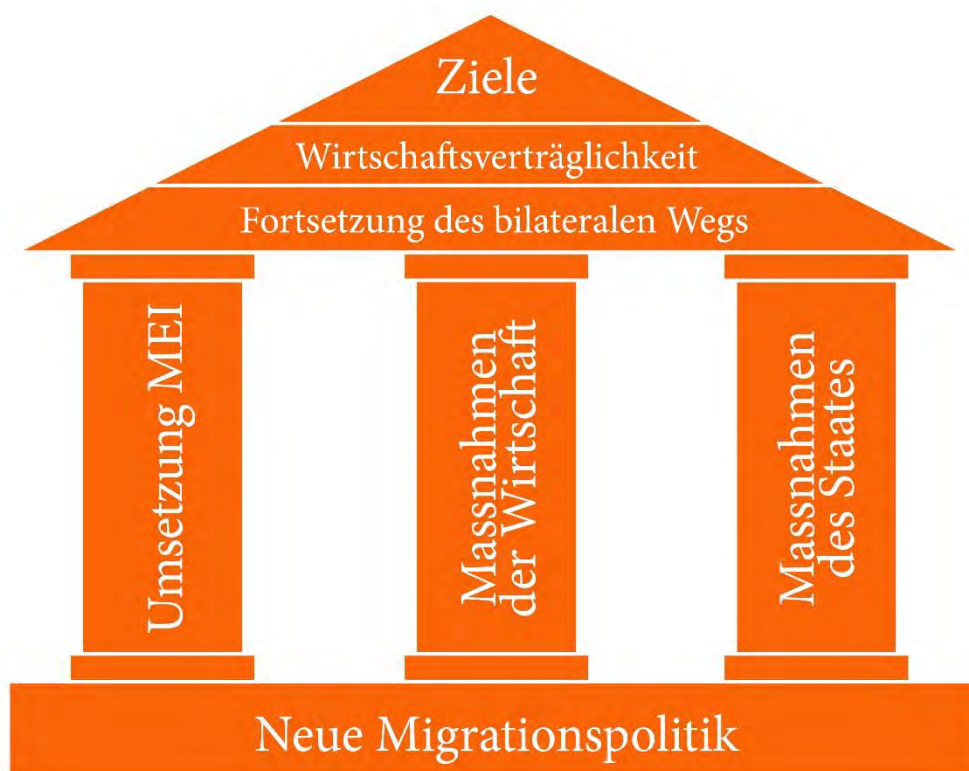 Ziele
Wirtschaftsverträglichkeit
Fortsetzung des bilateralen Wegs
Umsetzung MEI
Massnahmen
der Wirtschaft
Massnahmen
des Staates
Neue Migrationspolitik